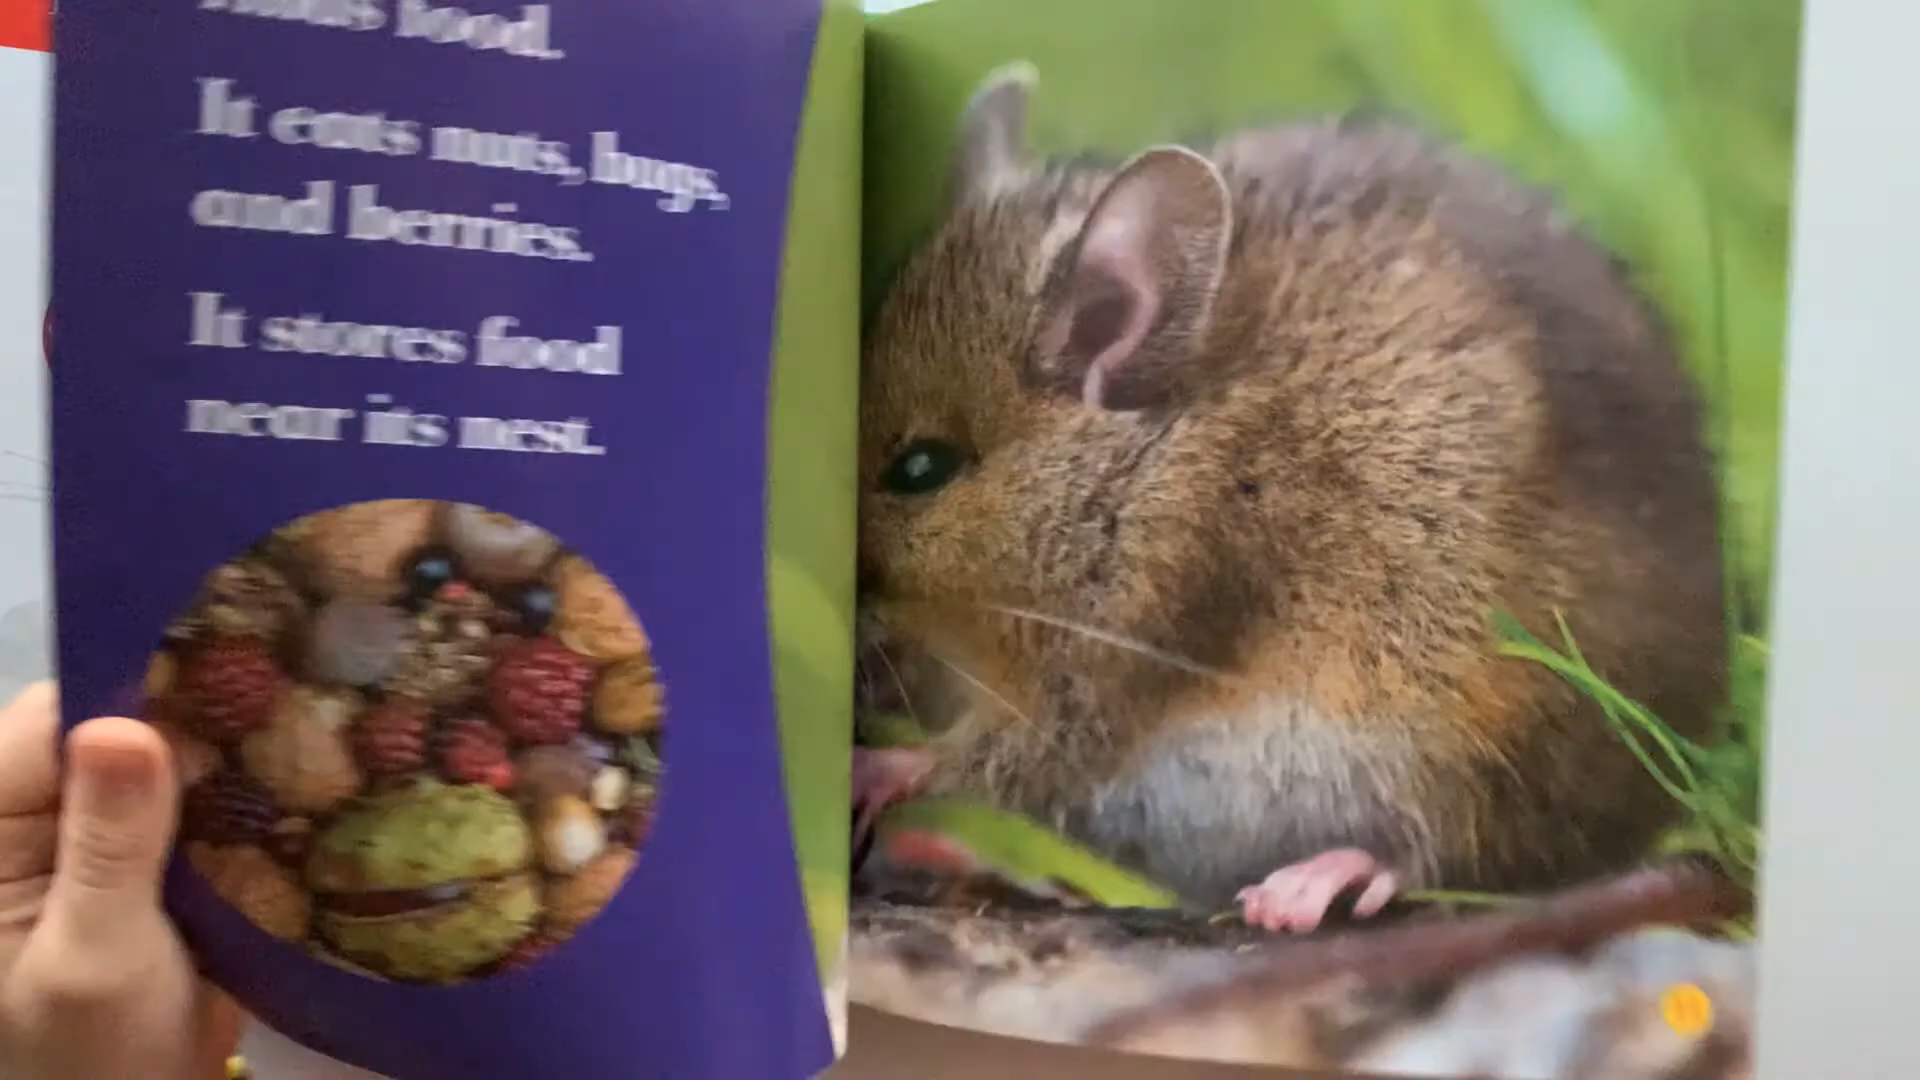 food.
It eats nuts, bugs,
and berries.
It stores food
near its nest.